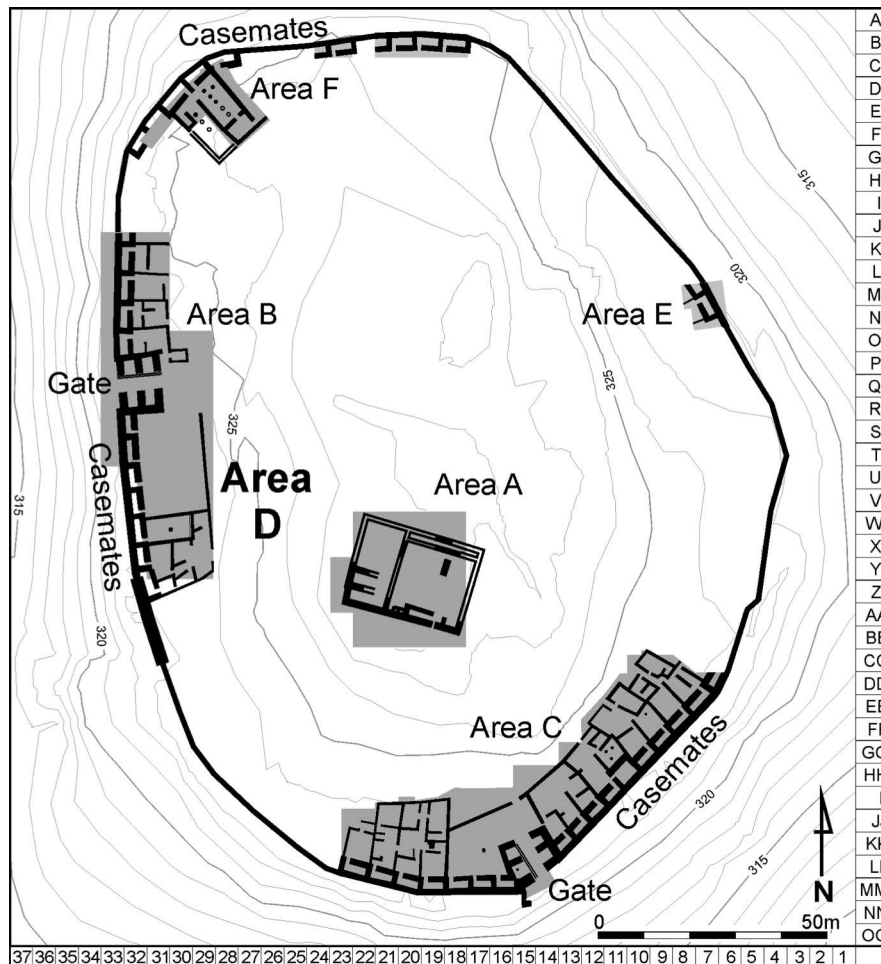 Casemates
Area F
315
320
Area E
Area B
Gate
325
325
Area
D
Area A
Casemates
315
320
Area C
Casemates
320
315
Gate
N
0 50m
A
B
C
D
E
F
G
H
I
J
K
L
M
N
O
P
Q
R
S
T
U
V
W
X
Y
Z
BB
DD
MM
37 36 35 34 33 32 31 30 29 28 27 26 25 24 23 22 21 20 19 18 17 16 15 14 13 12 11 10 9 8 7 6 5 4 3 2 1